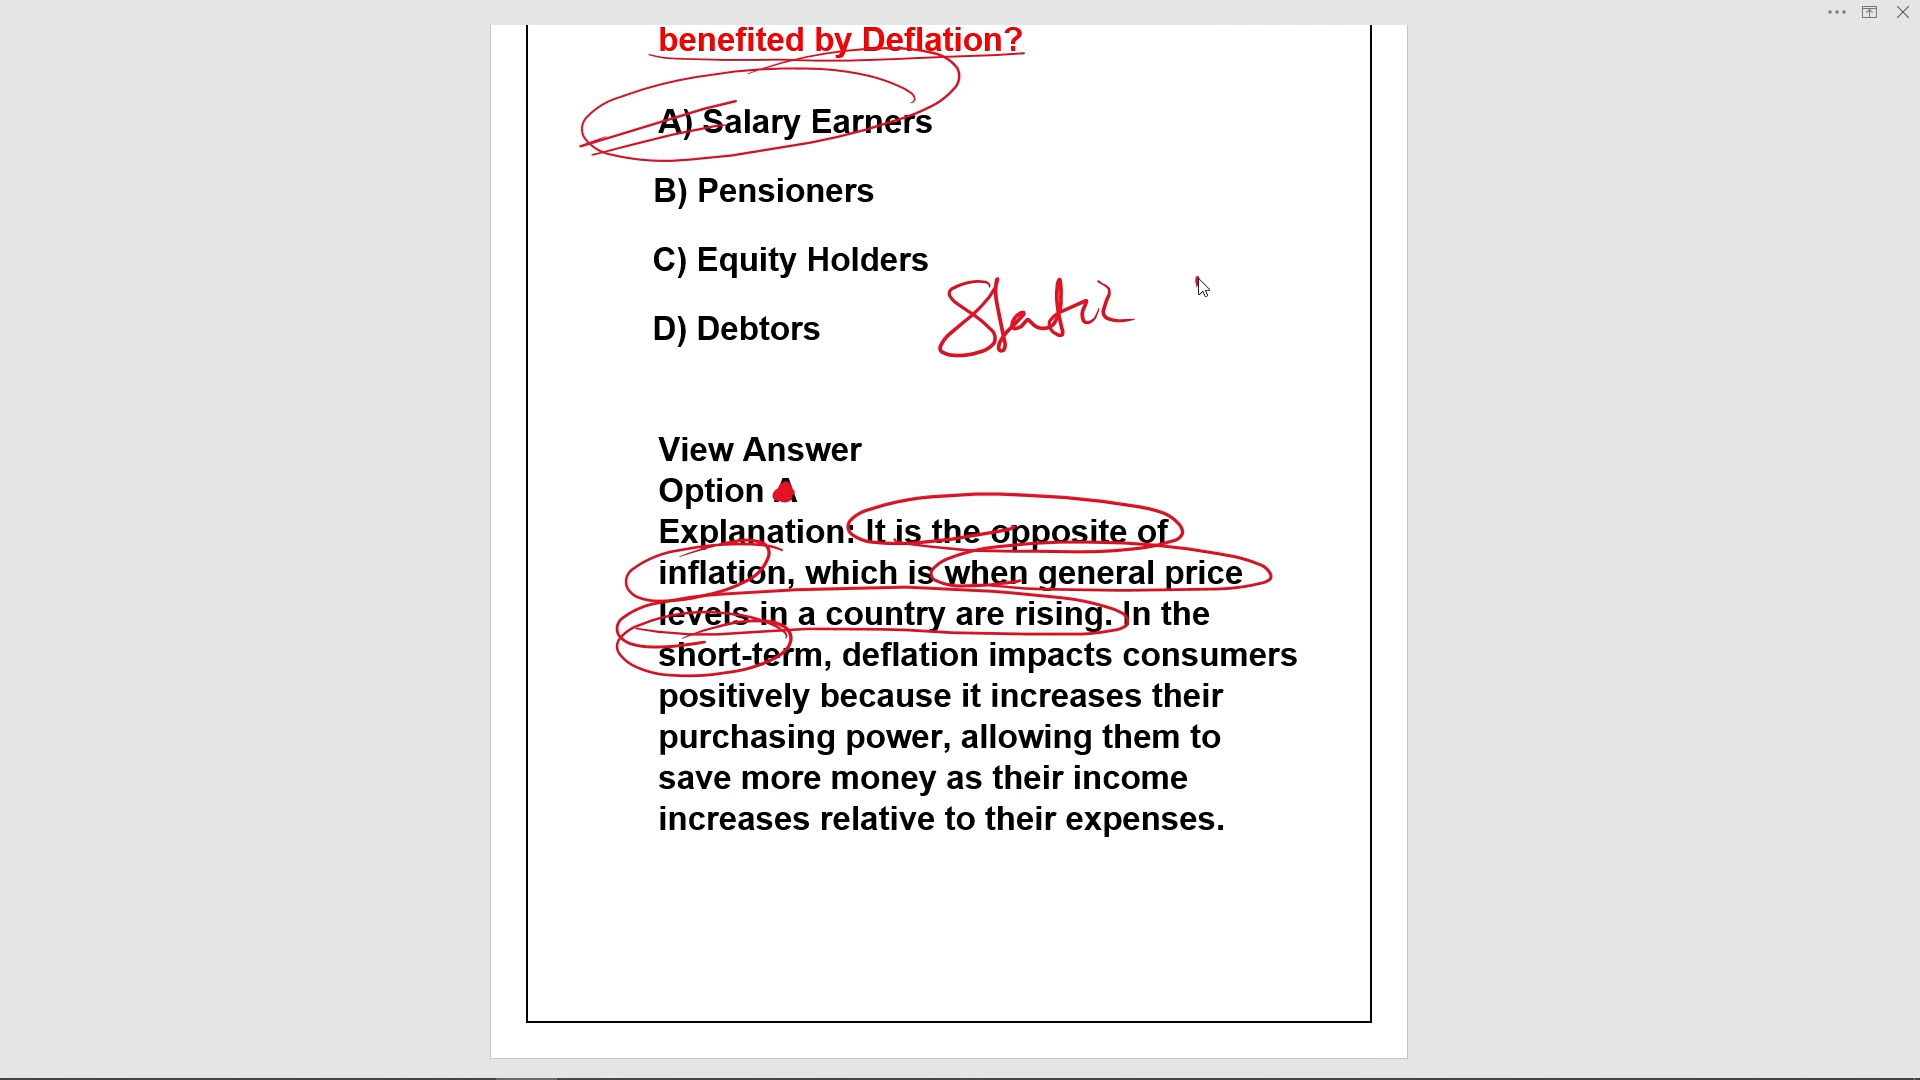 benefited by Deflation?
A) Salary Earners
B) Pensioners
C) Equity Holders
D) Debtors
View Answer
Option A
Explanation: It is the opposite of
inflation, which is when general price
levels in a country are rising. In the
short-term, deflation impacts consumers
positively because it increases their
purchasing power, allowing them to
save more money as their income
increases relative to their expenses.